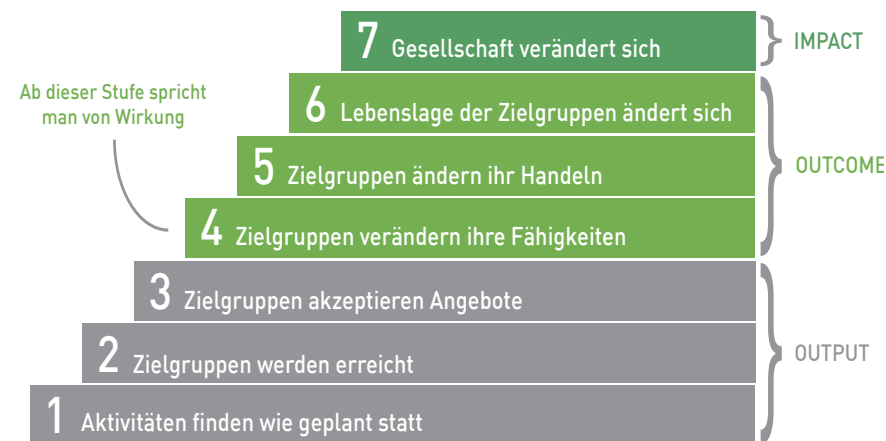 7 Gesellschaft verändert sich
IMPACT
Ab dieser Stufe spricht
man von Wirkung
6 Lebenslage der Zielgruppen ändert sich
5 Zielgruppen ändern ihr Handeln
OUTCOME
4 Zielgruppen verändern ihre Fähigkeiten
3 Zielgruppen akzeptieren Angebote
2 Zielgruppen werden erreicht
OUTPUT
1 Aktivitäten finden wie geplant statt